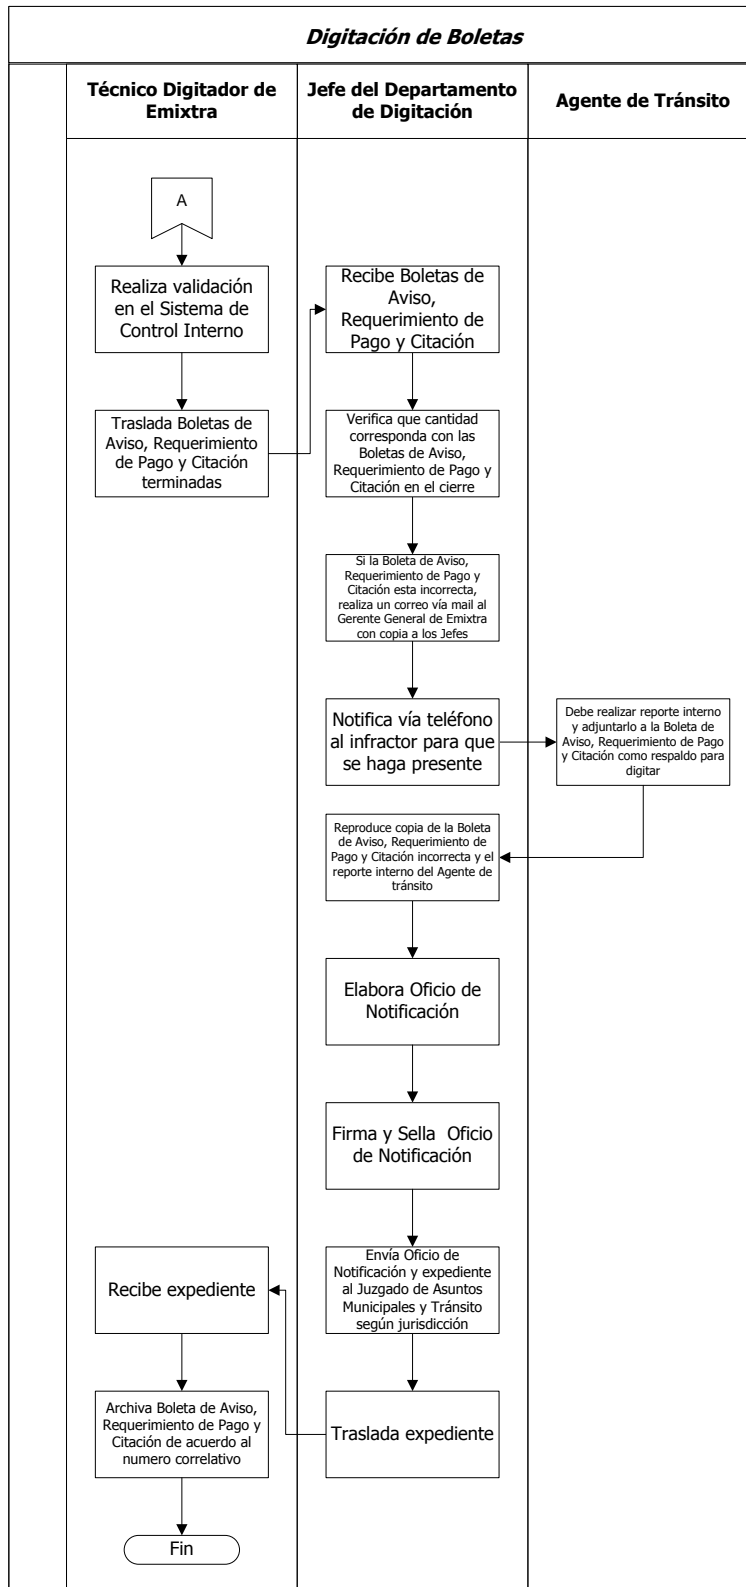 Digitación de Boletas
Técnico Digitador de
Emixtra
Jefe del Departamento
de Digitación
Agente de Tránsito
A
Realiza validación
en el Sistema de
Control Interno
Traslada Boletas de
Aviso, Requerimiento
de Pago y Citación
terminadas
Recibe Boletas de
Aviso,
Requerimiento de
Pago y Citación
Verifica que cantidad
corresponda con las
Boletas de Aviso,
Requerimiento de Pago y
Citación en el cierre
Si la Boleta de Aviso,
Requerimiento de Pago y
Citación esta incorrecta,
realiza un correo vía mail al
Gerente General de Emixtra
con copia a los Jefes
Notifica vía teléfono
al infractor para que
se haga presente
Debe realizar reporte interno
y adjuntarlo a la Boleta de
Aviso, Requerimiento de Pago
y Citación como respaldo para
digitar
Reproduce copia de la Boleta
de Aviso, Requerimiento de
Pago y Citación incorrecta y el
reporte interno del Agente de
tránsito
Elabora Oficio de
Notificación
Firma y Sella Oficio
de Notificación
Envía Oficio de
Notificación y expediente
al Juzgado de Asuntos
Municipales y Tránsito
según jurisdicción
Traslada expediente
Recibe expediente
Archiva Boleta de Aviso,
Requerimiento de Pago y
Citación de acuerdo al
numero correlativo
Fin